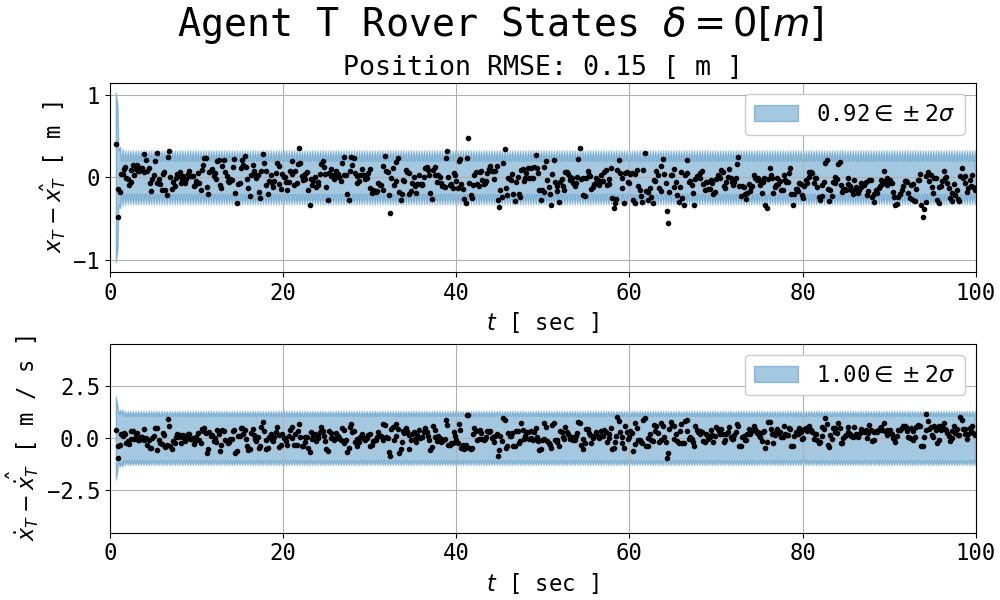 Agent T Rover States δ = 0[m]
Position RMSE: 0.15 [ m ]
x_T − x̂_T [ m ]
1
0
−1
0.92 ∈ ±2σ
0 20 40 60 80 100
t [ sec ]
ẋ_T − ẋ̂_T [ m / s ]
2.5
0.0
−2.5
1.00 ∈ ±2σ
0 20 40 60 80 100
t [ sec ]